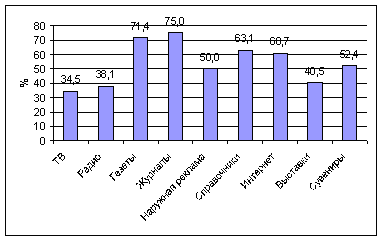 75,0
71,4
63,1
60,7
52,4
50,0
40,5
38,1
34,5
80
70
60
50
40
30
20
10
0
%
ТВ
Радио
Газеты
Журналы
Наружная реклама
Справочники
Интернет
Выставки
Сувениры